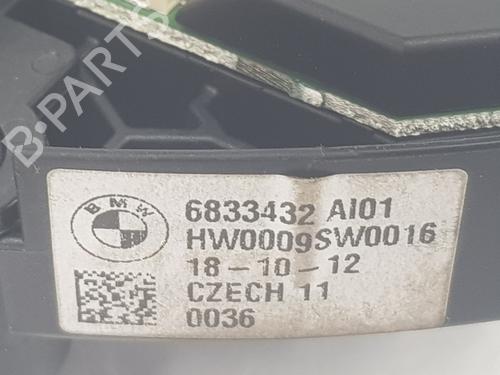 B-PARTS
BMW
6833432 AI01
HW0009SW0016
18-10-12
CZECH 11
0036